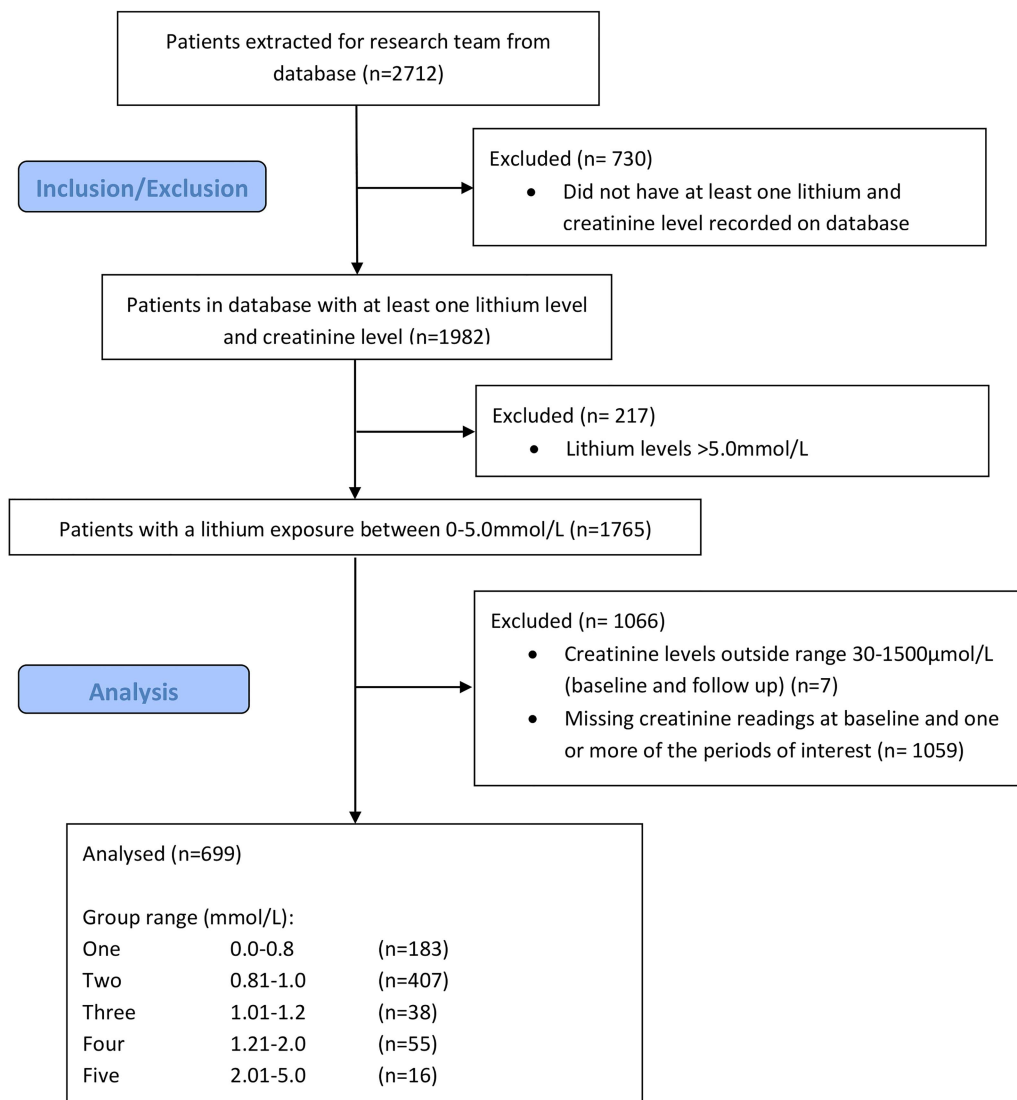 Patients extracted for research team from
database (n=2712)
Inclusion/Exclusion
Excluded (n= 730)
• Did not have at least one lithium and
creatinine level recorded on database
Patients in database with at least one lithium level
and creatinine level (n=1982)
Excluded (n= 217)
• Lithium levels >5.0mmol/L
Patients with a lithium exposure between 0-5.0mmol/L (n=1765)
Excluded (n= 1066)
• Creatinine levels outside range 30-1500µmol/L
(baseline and follow up) (n=7)
• Missing creatinine readings at baseline and one
or more of the periods of interest (n= 1059)
Analysis
Analysed (n=699)
Group range (mmol/L):
One 0.0-0.8 (n=183)
Two 0.81-1.0 (n=407)
Three 1.01-1.2 (n=38)
Four 1.21-2.0 (n=55)
Five 2.01-5.0 (n=16)